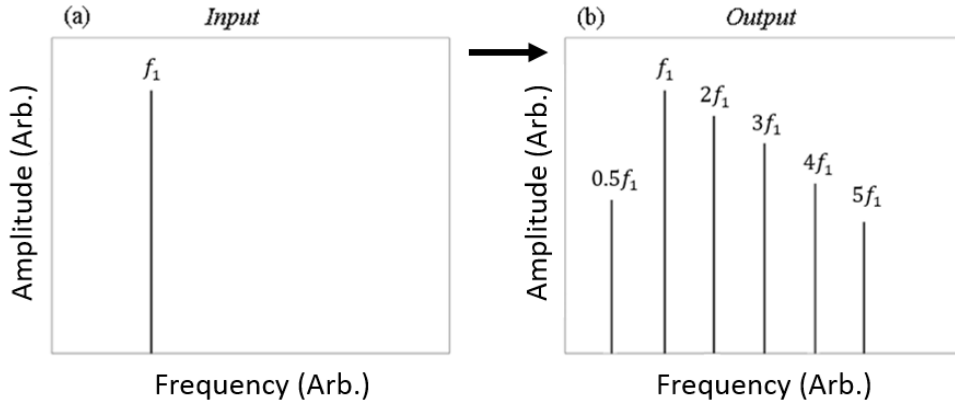 (a) Input
Amplitude (Arb.)
f₁
Frequency (Arb.)
(b) Output
Amplitude (Arb.)
0.5f₁
f₁
2f₁
3f₁
4f₁
5f₁
Frequency (Arb.)